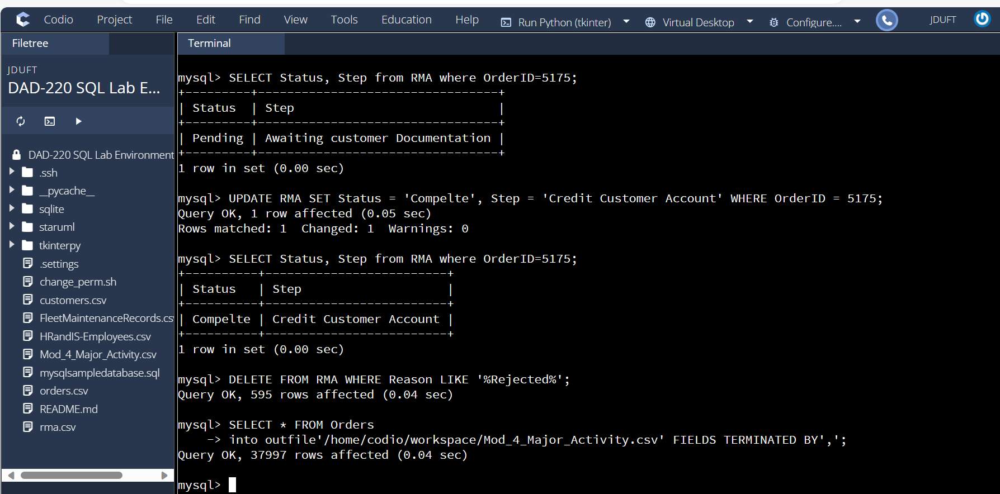 Codio Project File Edit Find View Tools Education Help Run Python (tkinter) Virtual Desktop Configure.... JDUFT
Filetree
Terminal
JDUFT
DAD-220 SQL Lab E...
DAD-220 SQL Lab Environment
.ssh
__pycache__
sqlite
staruml
tkinterpy
.settings
change_perm.sh
customers.csv
FleetMaintenanceRecords.cs
HRandIS-Employees.csv
Mod_4_Major_Activity.csv
mysqlsampledatabase.sql
orders.csv
README.md
rma.csv
mysql> SELECT Status, Step from RMA where OrderID=5175;
+---------+---------------------------------+
| Status  | Step                            |
+---------+---------------------------------+
| Pending | Awaiting customer Documentation |
+---------+---------------------------------+
1 row in set (0.00 sec)
mysql> UPDATE RMA SET Status = 'Compelte', Step = 'Credit Customer Account' WHERE OrderID = 5175;
Query OK, 1 row affected (0.05 sec)
Rows matched: 1  Changed: 1  Warnings: 0
mysql> SELECT Status, Step from RMA where OrderID=5175;
+----------+-------------------------+
| Status   | Step                    |
+----------+-------------------------+
| Compelte | Credit Customer Account |
+----------+-------------------------+
1 row in set (0.00 sec)
mysql> DELETE FROM RMA WHERE Reason LIKE '%Rejected%';
Query OK, 595 rows affected (0.04 sec)
mysql> SELECT * FROM Orders
    -> into outfile'/home/codio/workspace/Mod_4_Major_Activity.csv' FIELDS TERMINATED BY',';
Query OK, 37997 rows affected (0.04 sec)
mysql>